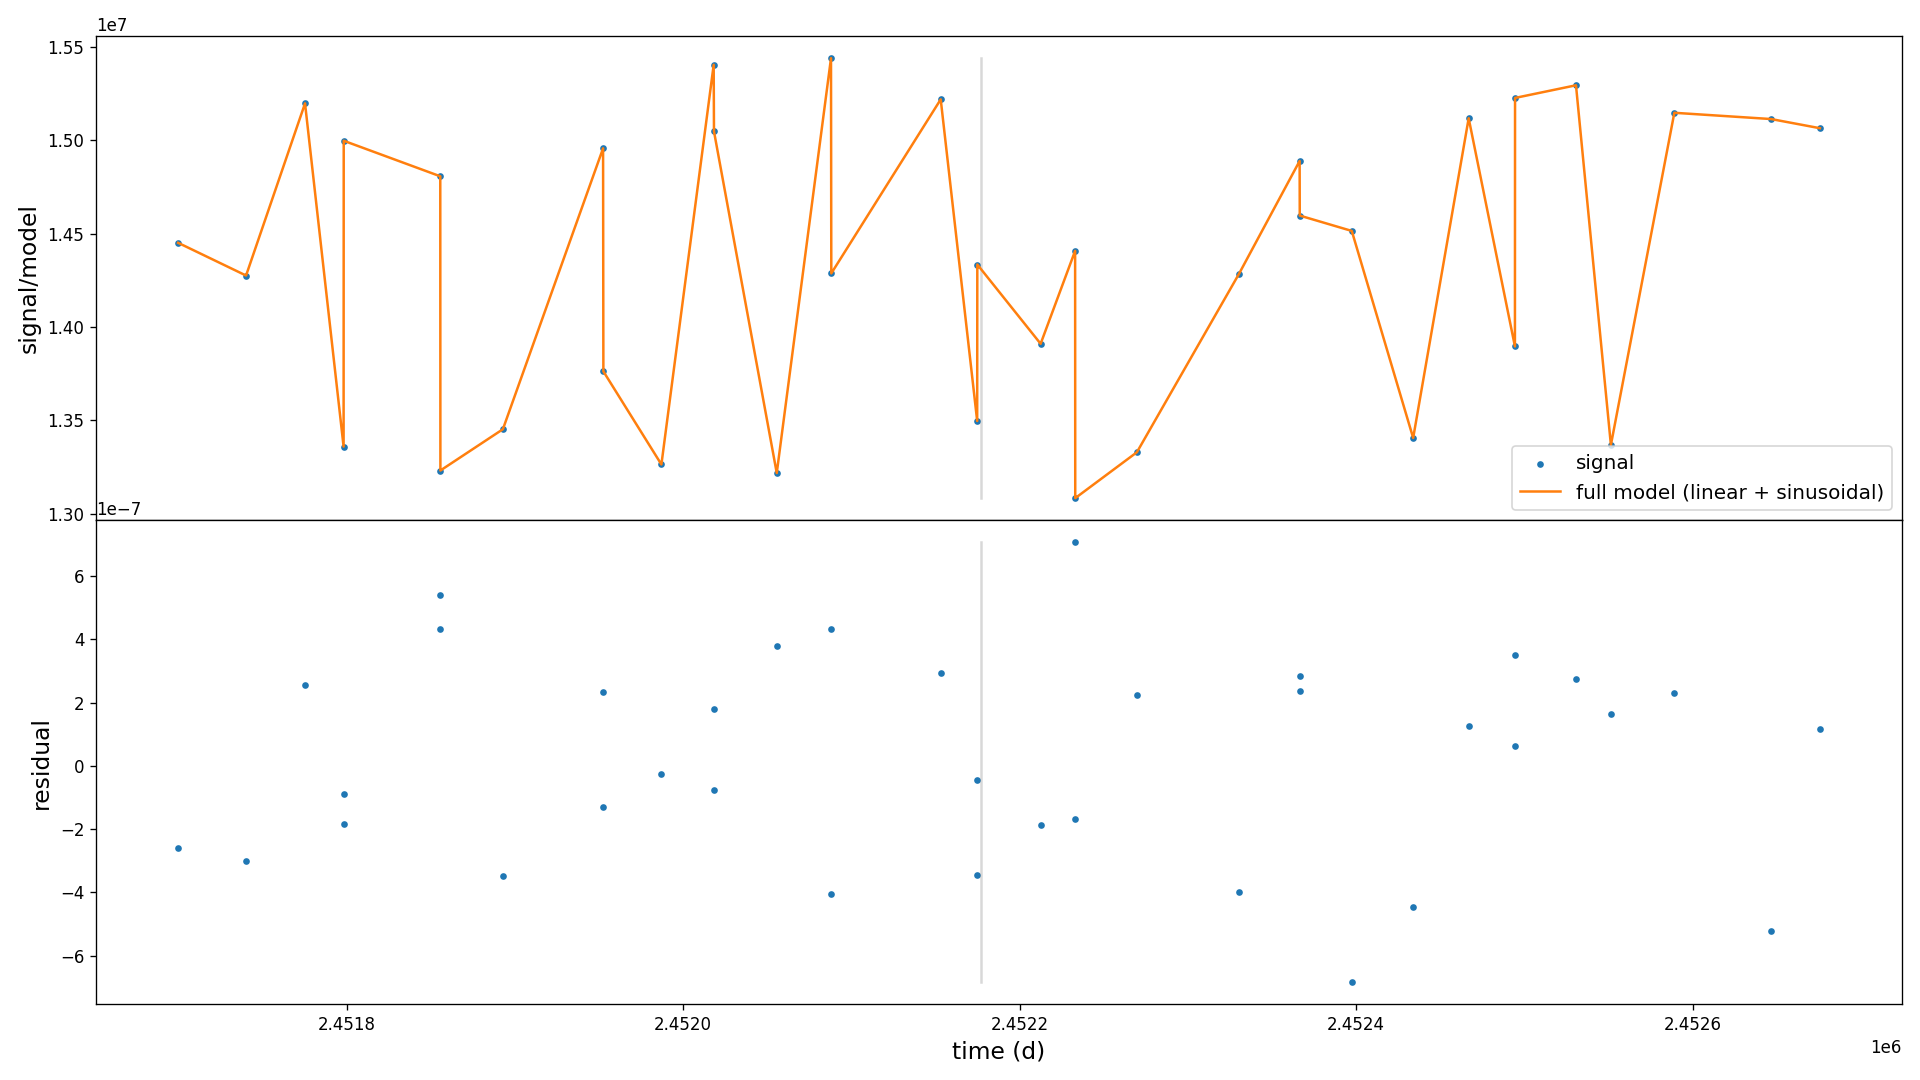 1e7
1.55
1.50
1.45
1.40
1.35
1.30
signal/model
signal
full model (linear + sinusoidal)
1e−7
6
4
2
0
−2
−4
−6
residual
2.4518
2.4520
2.4522
2.4524
2.4526
time (d)
1e6